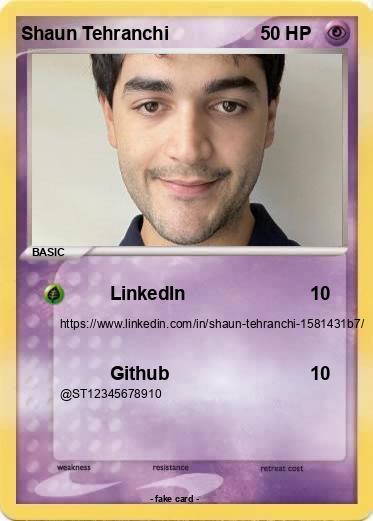 Shaun Tehranchi 50 HP
BASIC
LinkedIn 10
https://www.linkedin.com/in/shaun-tehranchi-1581431b7/
Github 10
@ST12345678910
weakness resistance retreat cost
- fake card -